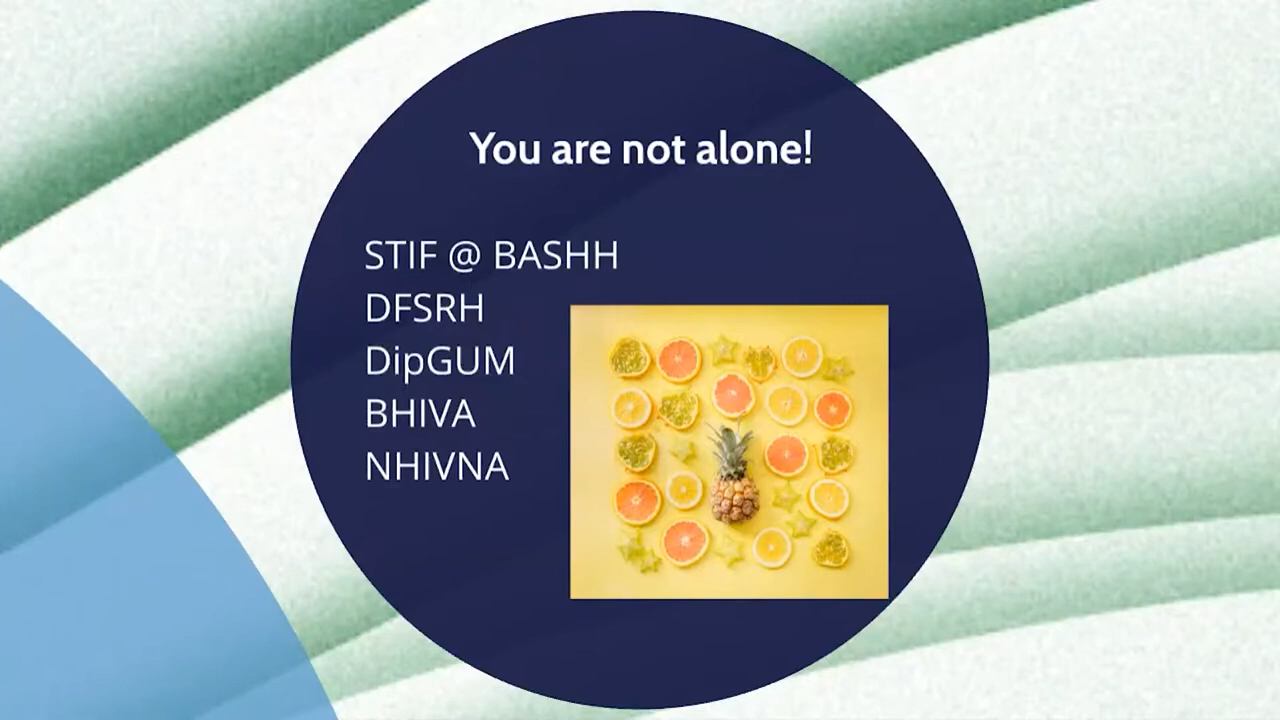 You are not alone!
STIF @ BASHH
DFSRH
DipGUM
BHIVA
NHIVNA